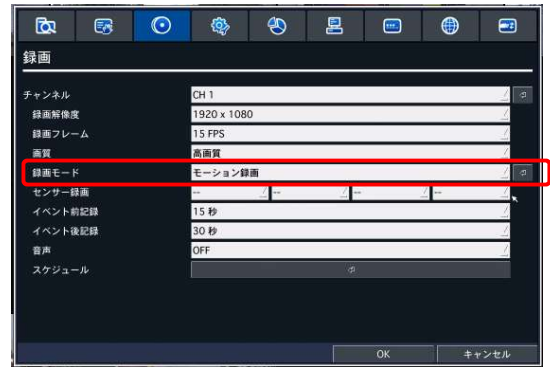 録画
チャンネル CH 1
録画解像度 1920 x 1080
録画フレーム 15 FPS
画質 高画質
録画モード モーション録画
センサー録画 -- -- -- --
イベント前記録 15 秒
イベント後記録 30 秒
音声 OFF
スケジュール
OK キャンセル